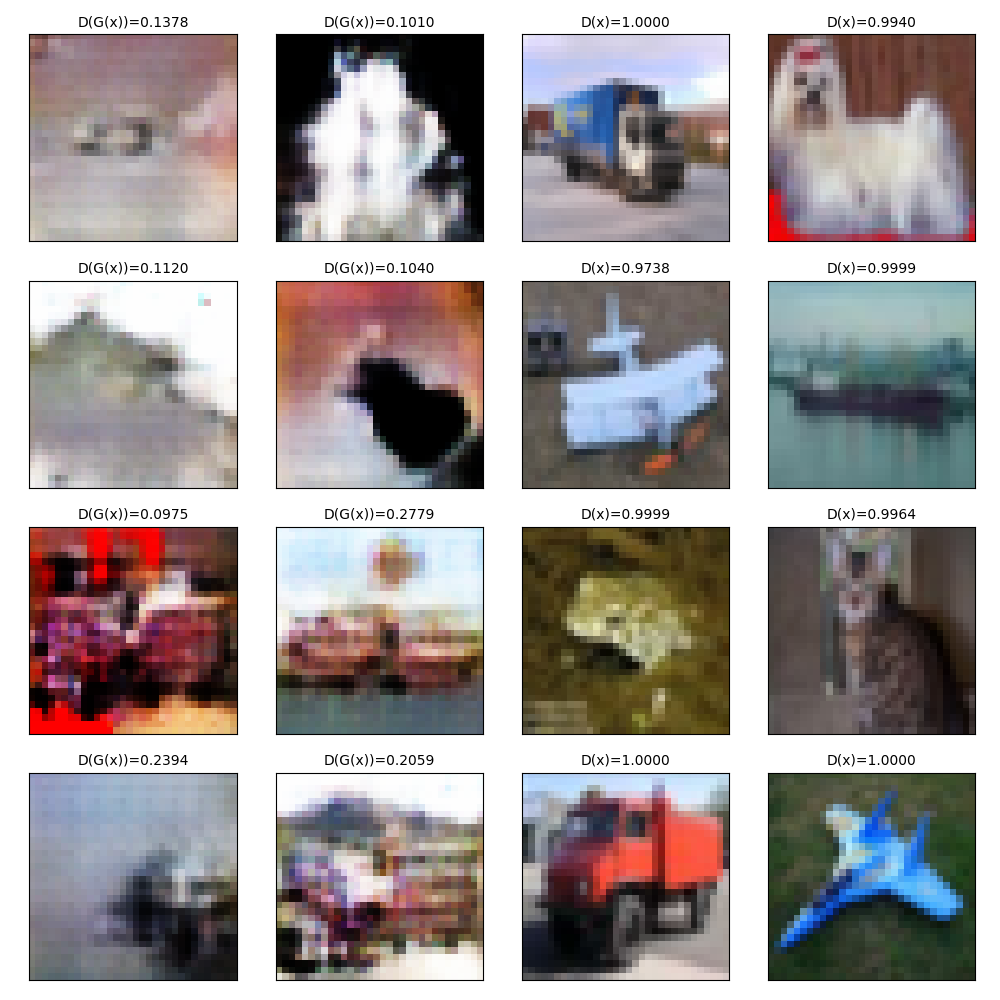 D(G(x))=0.1378
D(G(x))=0.1010
D(x)=1.0000
D(x)=0.9940
D(G(x))=0.1120
D(G(x))=0.1040
D(x)=0.9738
D(x)=0.9999
D(G(x))=0.0975
D(G(x))=0.2779
D(x)=0.9999
D(x)=0.9964
D(G(x))=0.2394
D(G(x))=0.2059
D(x)=1.0000
D(x)=1.0000